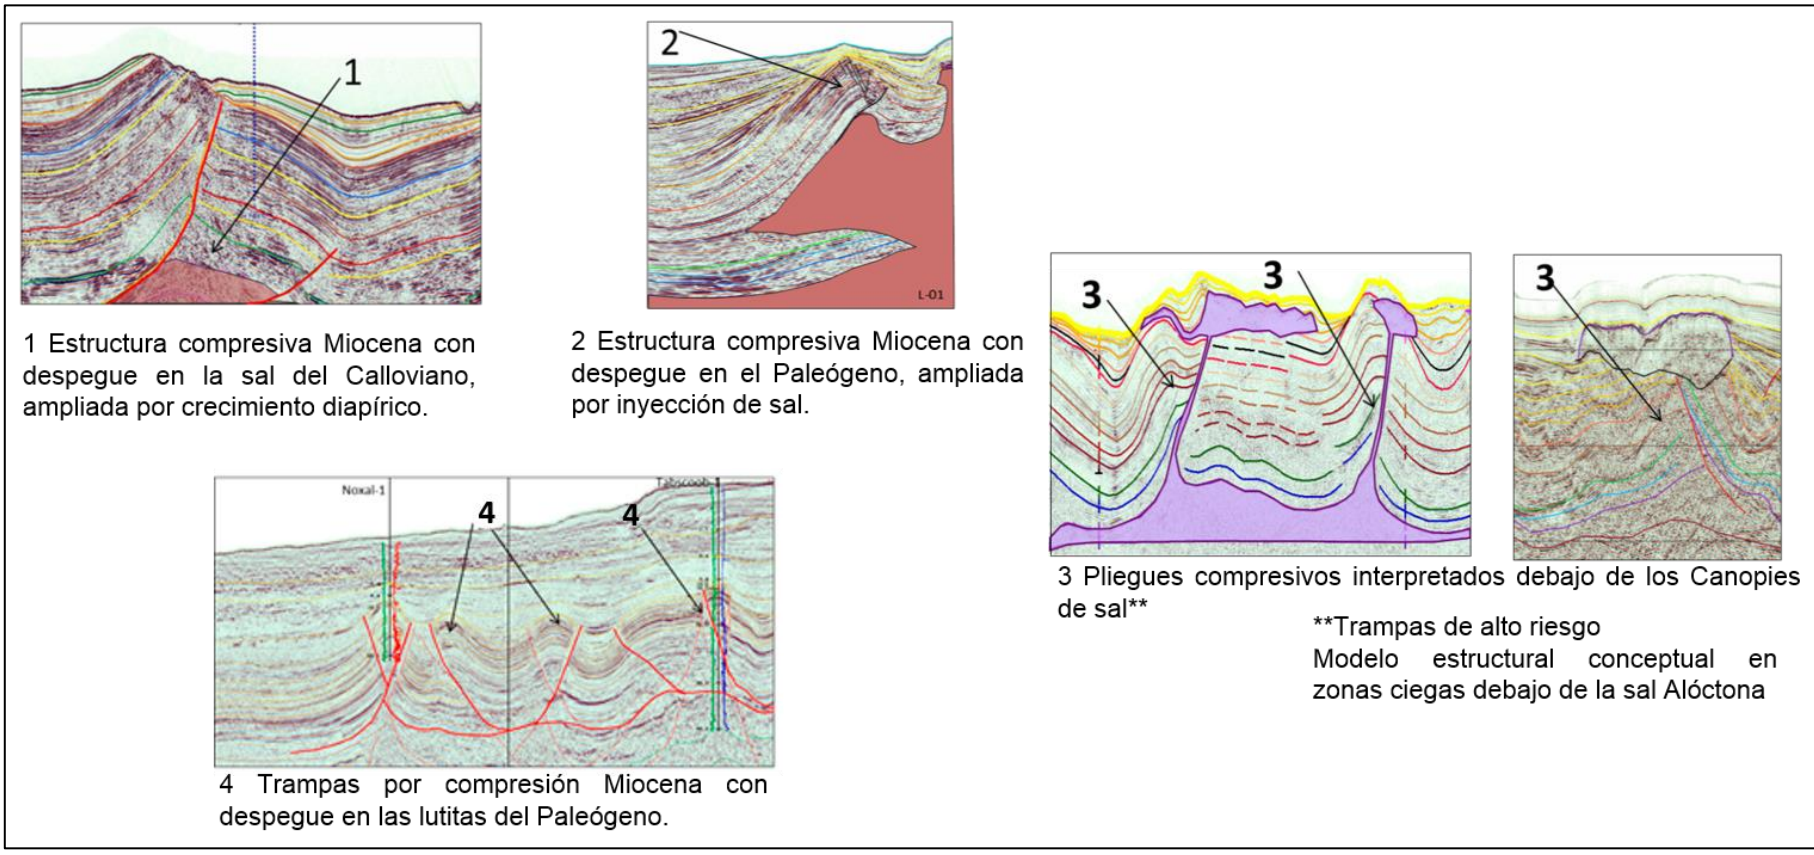 1
2
L-01
1 Estructura compresiva Miocena con
despegue en la sal del Calloviano,
ampliada por crecimiento diapírico.
2 Estructura compresiva Miocena con
despegue en el Paleógeno, ampliada
por inyección de sal.
3
3
3
3 Pliegues compresivos interpretados debajo de los Canopies
de sal**
**Trampas de alto riesgo
Modelo estructural conceptual en
zonas ciegas debajo de la sal Alóctona
Noxal-1
Tabscoob-1
4
4
4 Trampas por compresión Miocena con
despegue en las lutitas del Paleógeno.